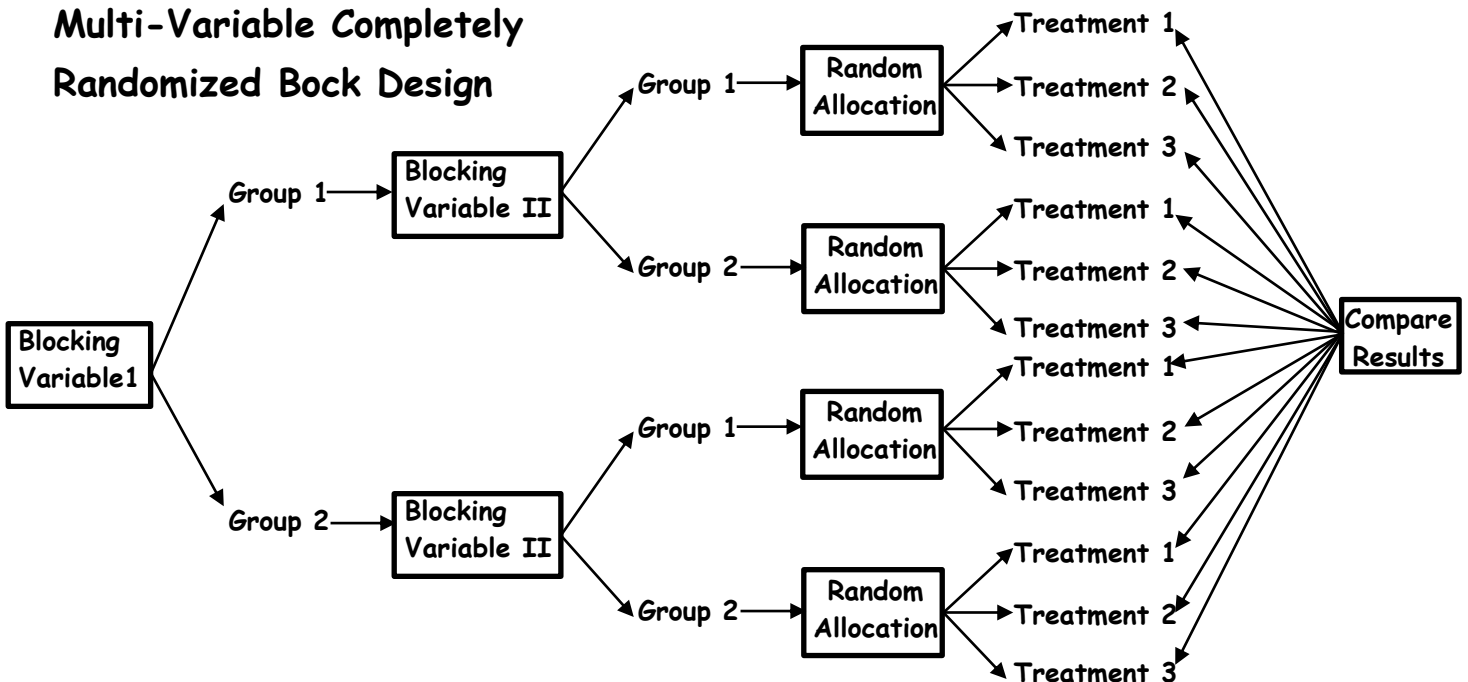 Multi-Variable Completely
Randomized Bock Design
Blocking
Variable1
Group 1
Group 2
Blocking
Variable II
Blocking
Variable II
Group 1
Group 2
Group 1
Group 2
Random
Allocation
Random
Allocation
Random
Allocation
Random
Allocation
Treatment 1
Treatment 2
Treatment 3
Treatment 1
Treatment 2
Treatment 3
Treatment 1
Treatment 2
Treatment 3
Treatment 1
Treatment 2
Treatment 3
Compare
Results